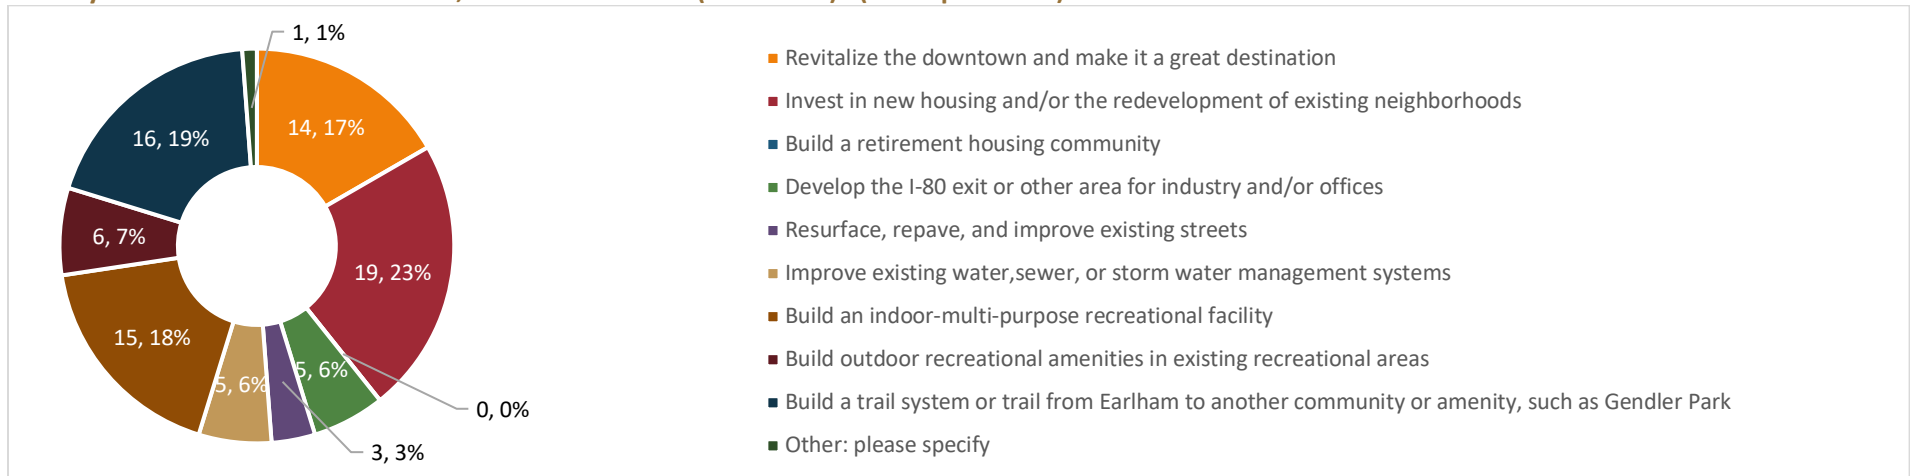 1, 1%
14, 17%
16, 19%
6, 7%
19, 23%
15, 18%
5, 6%
5, 6%
0, 0%
3, 3%
Revitalize the downtown and make it a great destination
Invest in new housing and/or the redevelopment of existing neighborhoods
Build a retirement housing community
Develop the I-80 exit or other area for industry and/or offices
Resurface, repave, and improve existing streets
Improve existing water,sewer, or storm water management systems
Build an indoor-multi-purpose recreational facility
Build outdoor recreational amenities in existing recreational areas
Build a trail system or trail from Earlham to another community or amenity, such as Gendler Park
Other: please specify